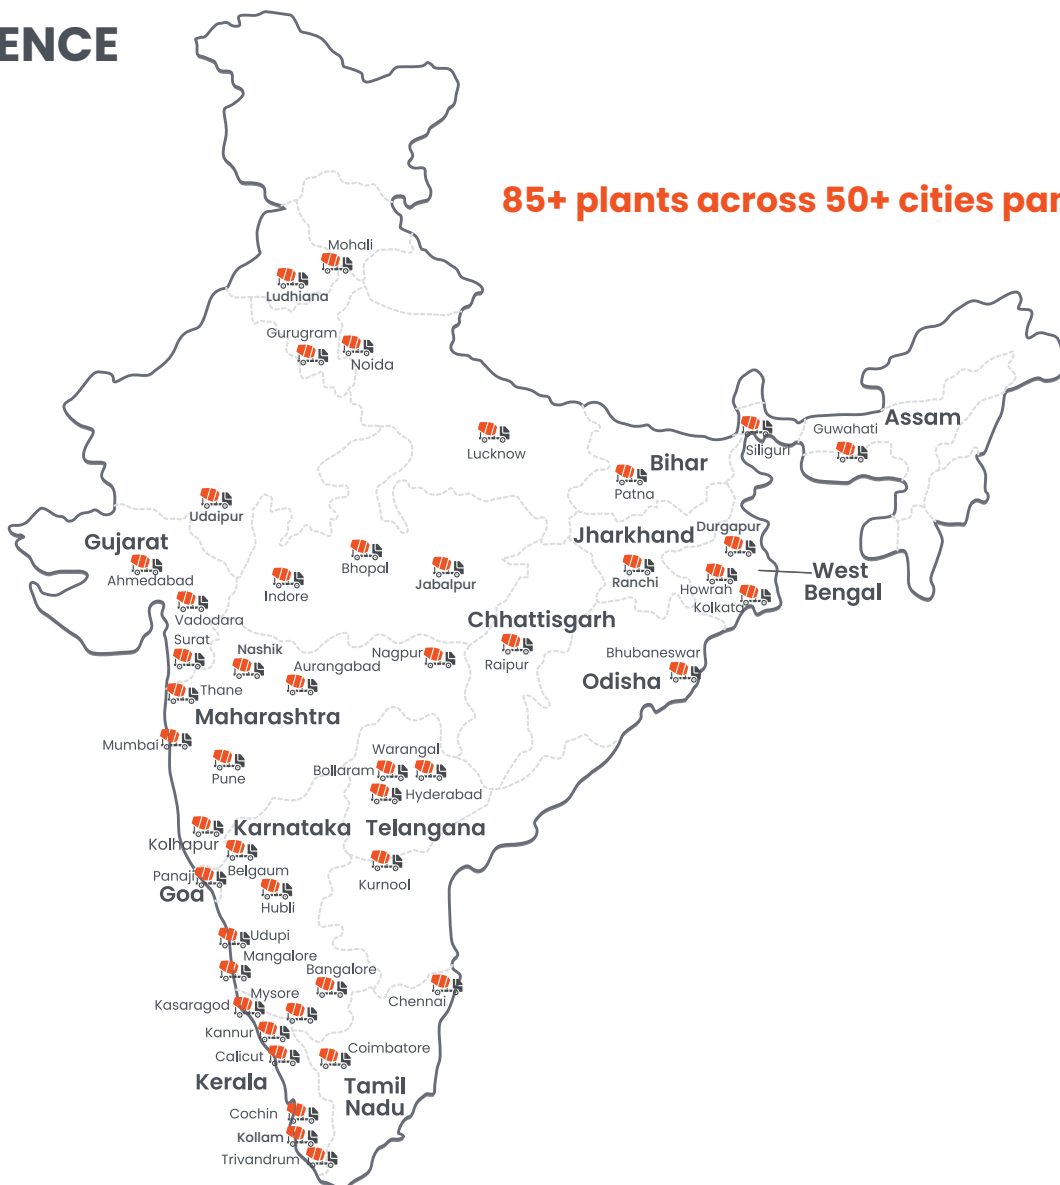 ENCE
85+ plants across 50+ cities pan
Mohali
Ludhiana
Gurugram
Noida
Lucknow
Assam
Guwahati
Siliguri
Bihar
Patna
Udaipur
Gujarat
Ahmedabad
Vadodara
Surat
Indore
Bhopal
Jabalpur
Jharkhand
Ranchi
Durgapur
West
Bengal
Howrah
Kolkata
Chhattisgarh
Raipur
Bhubaneswar
Odisha
Nashik
Aurangabad
Nagpur
Thane
Maharashtra
Mumbai
Pune
Warangal
Bollaram
Hyderabad
Kolhapur
Karnataka
Telangana
Belgaum
Panaji
Goa
Hubli
Kurnool
Udupi
Mangalore
Bangalore
Chennai
Kasaragod
Mysore
Kannur
Calicut
Coimbatore
Kerala
Tamil
Nadu
Cochin
Kollam
Trivandrum